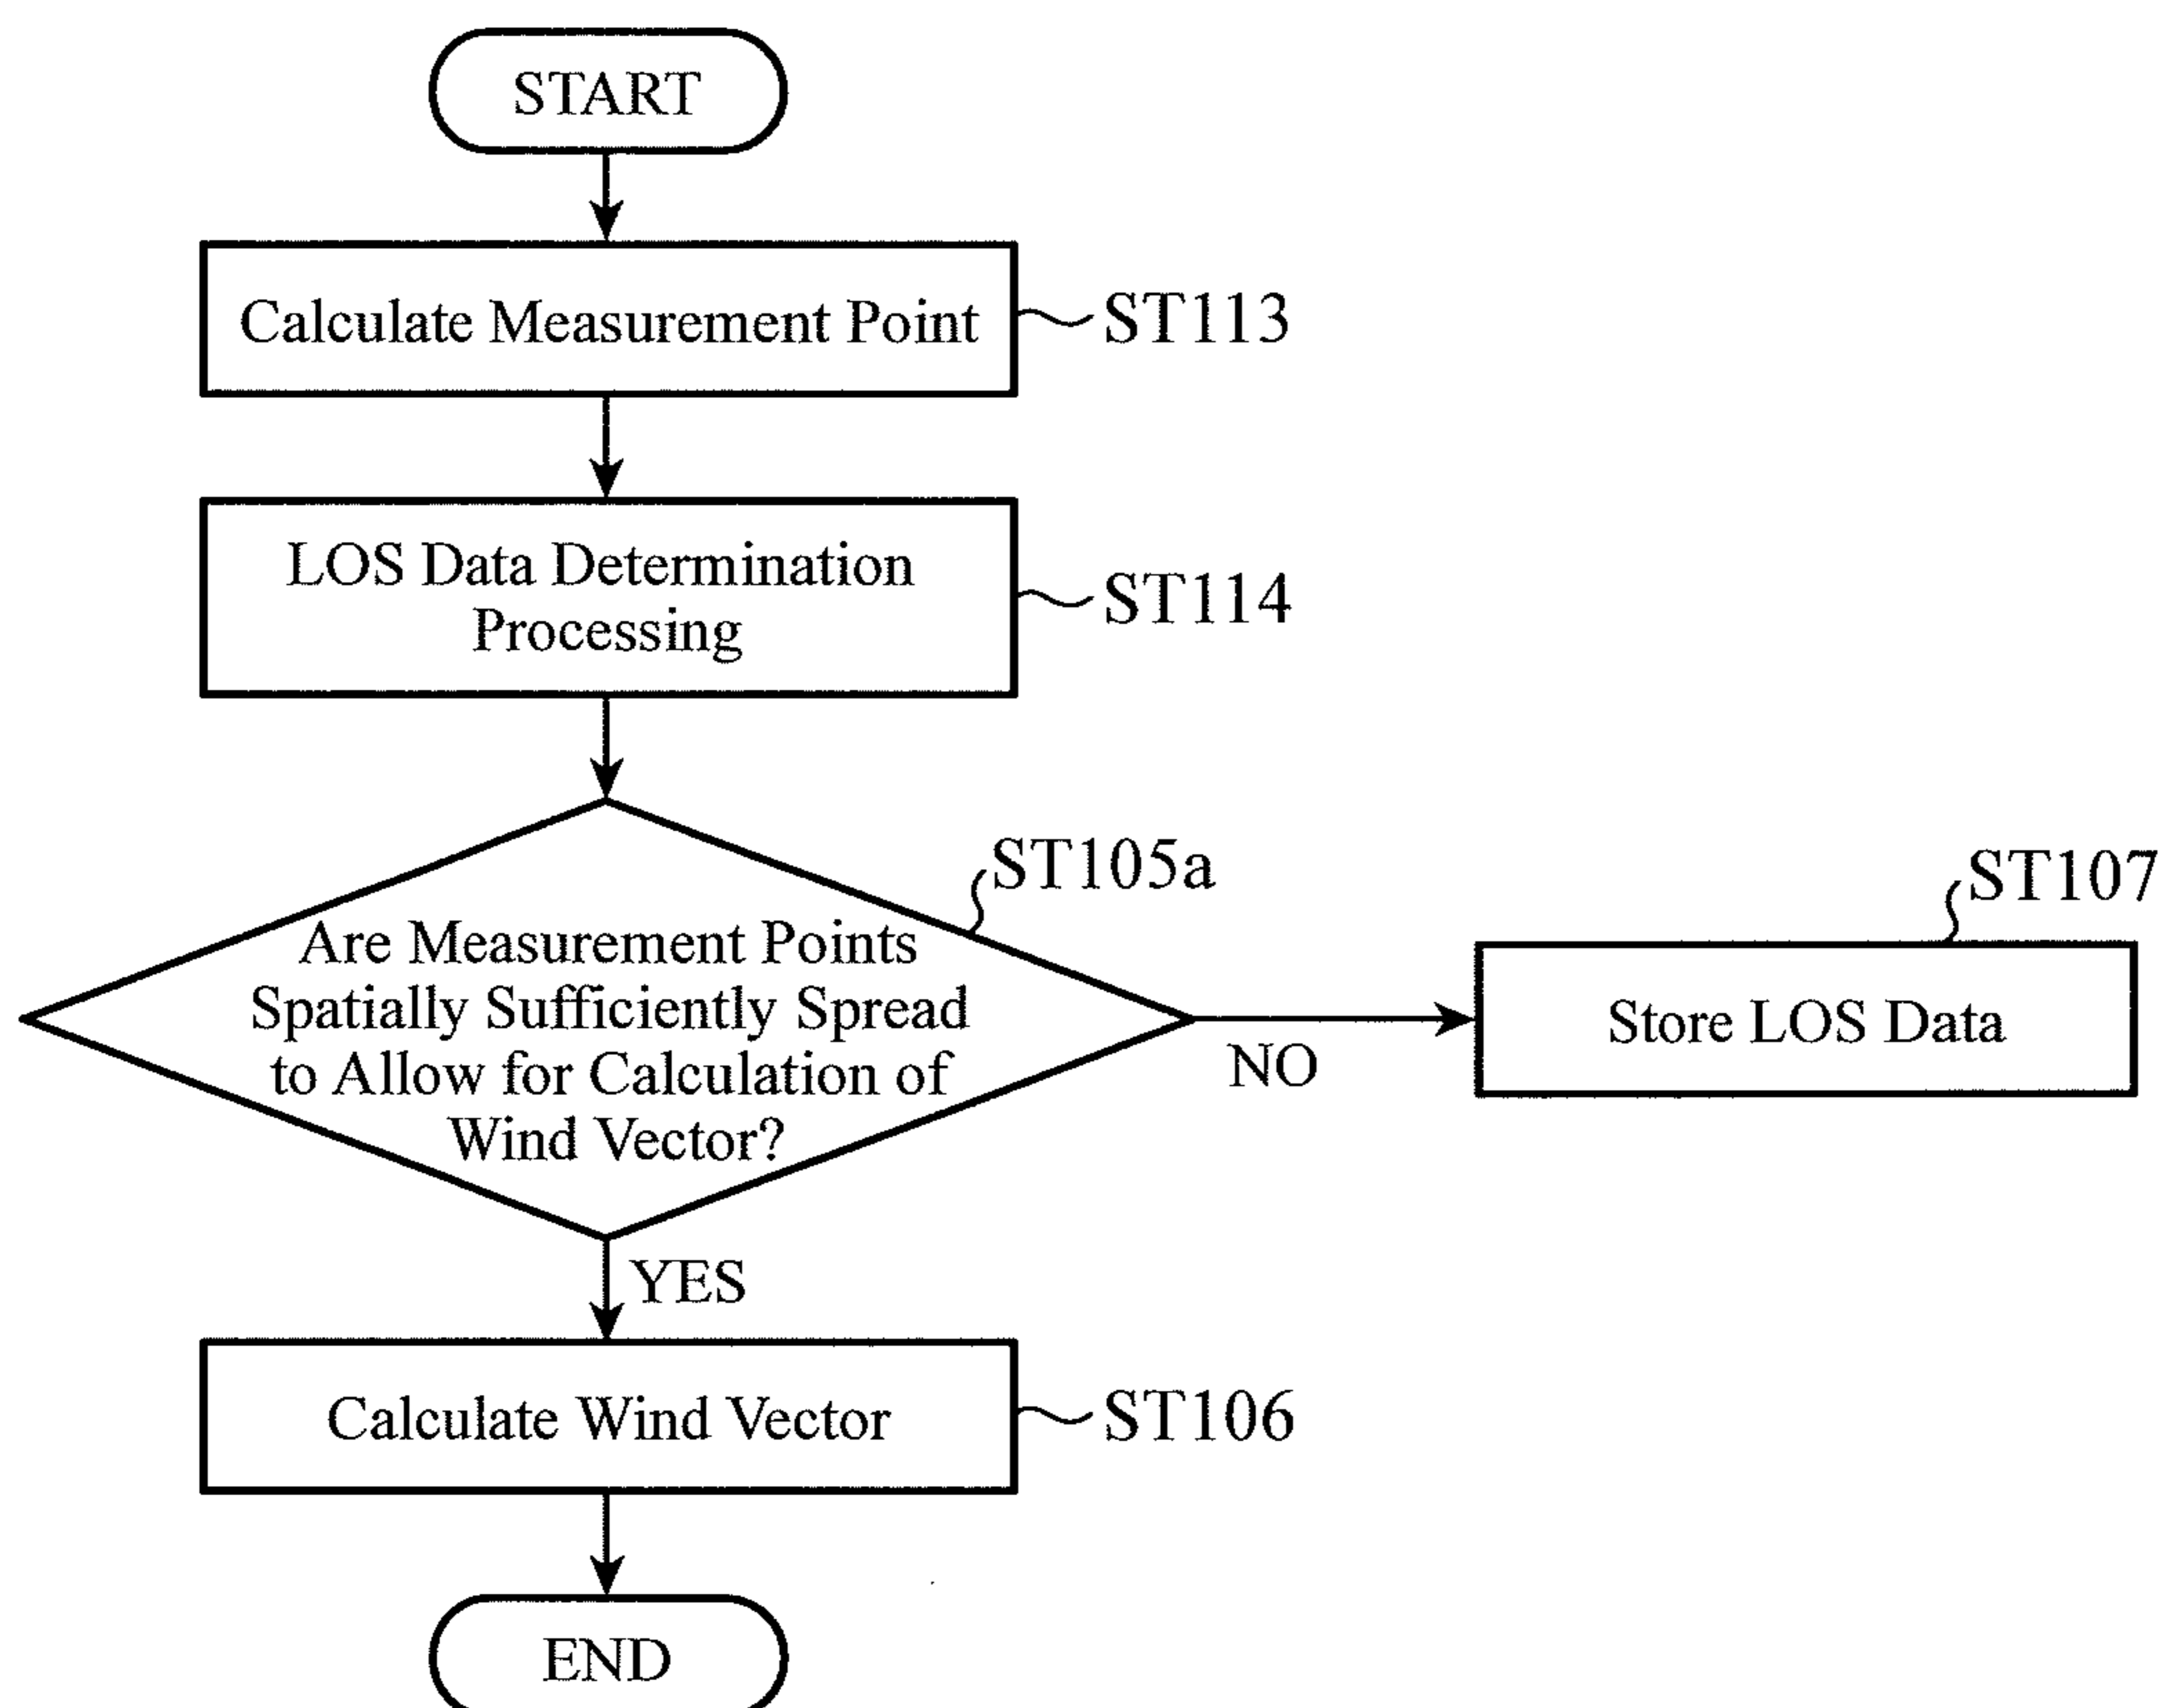 START
Calculate Measurement Point
ST113
LOS Data Determination
Processing
ST114
ST105a
Are Measurement Points
Spatially Sufficiently Spread
to Allow for Calculation of
Wind Vector?
NO
ST107
Store LOS Data
YES
Calculate Wind Vector
ST106
END